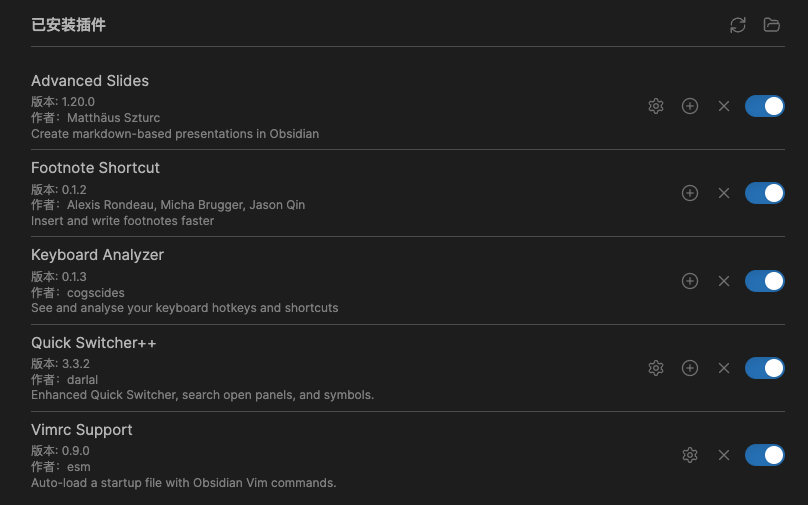 已安装插件
Advanced Slides
版本: 1.20.0
作者：Matthäus Szturc
Create markdown-based presentations in Obsidian
Footnote Shortcut
版本: 0.1.2
作者：Alexis Rondeau, Micha Brugger, Jason Qin
Insert and write footnotes faster
Keyboard Analyzer
版本: 0.1.3
作者：cogscides
See and analyse your keyboard hotkeys and shortcuts
Quick Switcher++
版本: 3.3.2
作者：darlal
Enhanced Quick Switcher, search open panels, and symbols.
Vimrc Support
版本: 0.9.0
作者：esm
Auto-load a startup file with Obsidian Vim commands.